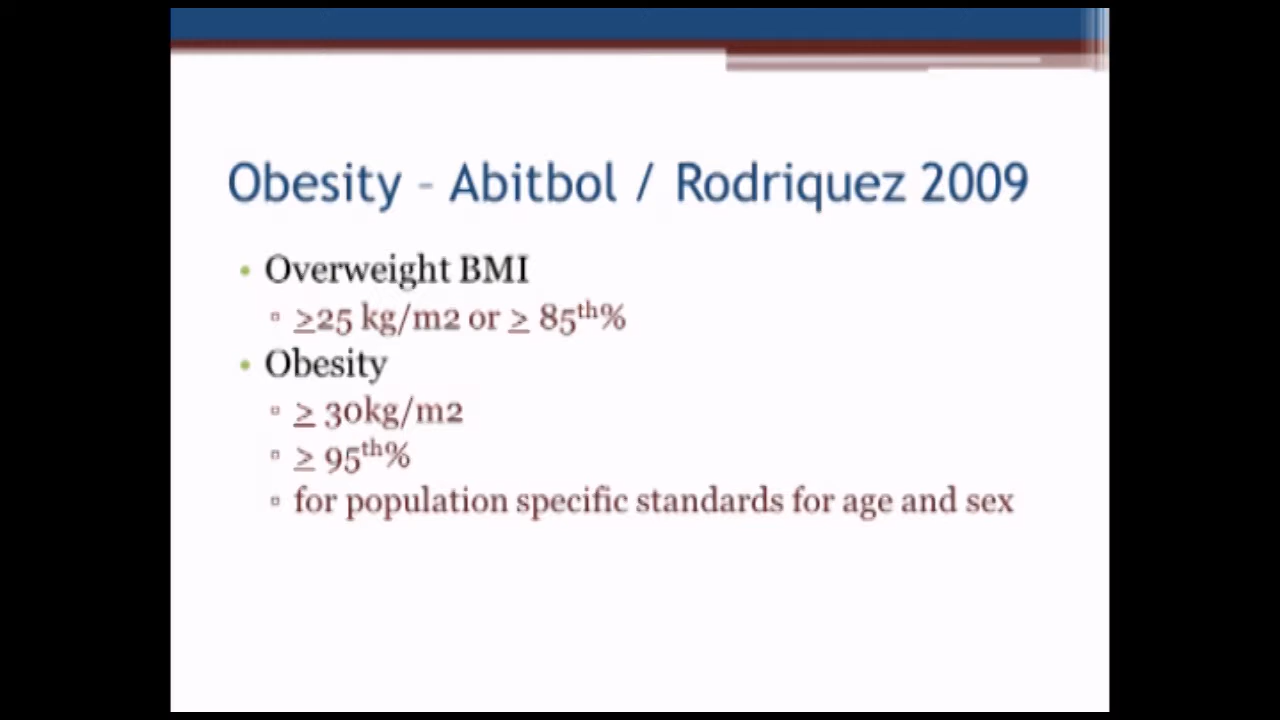 Obesity – Abitbol / Rodriquez 2009
• Overweight BMI
▫ ≥25 kg/m2 or ≥ 85th%
• Obesity
▫ ≥ 30kg/m2
▫ ≥ 95th%
▫ for population specific standards for age and sex